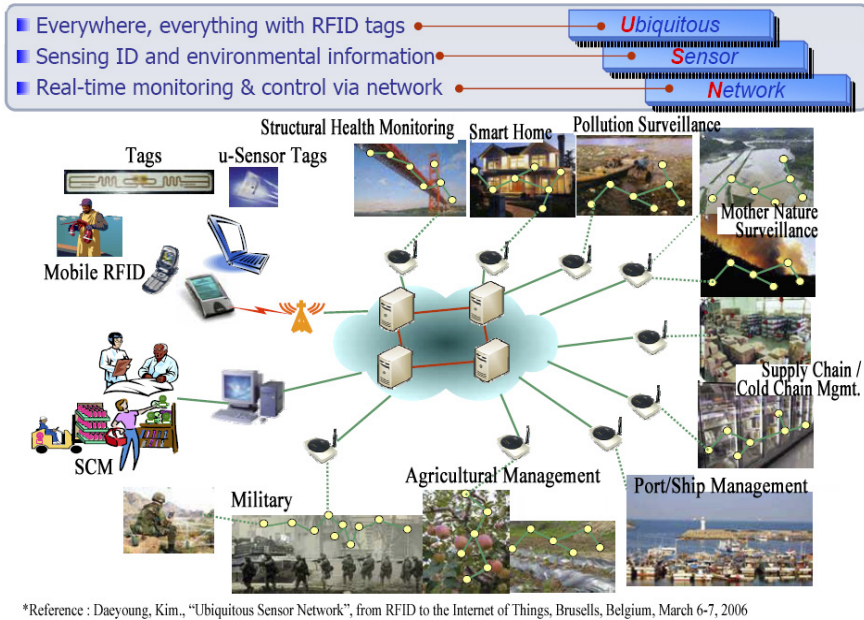 Everywhere, everything with RFID tags
Ubiquitous
Sensing ID and environmental information
Sensor
Real-time monitoring & control via network
Network
Structural Health Monitoring
Smart Home
Pollution Surveillance
Tags
u-Sensor Tags
Mother Nature
Surveillance
Mobile RFID
Supply Chain /
Cold Chain Mgmt.
SCM
Military
Agricultural Management
Port/Ship Management
*Reference : Daeyoung, Kim., “Ubiquitous Sensor Network”, from RFID to the Internet of Things, Brusells, Belgium, March 6-7, 2006